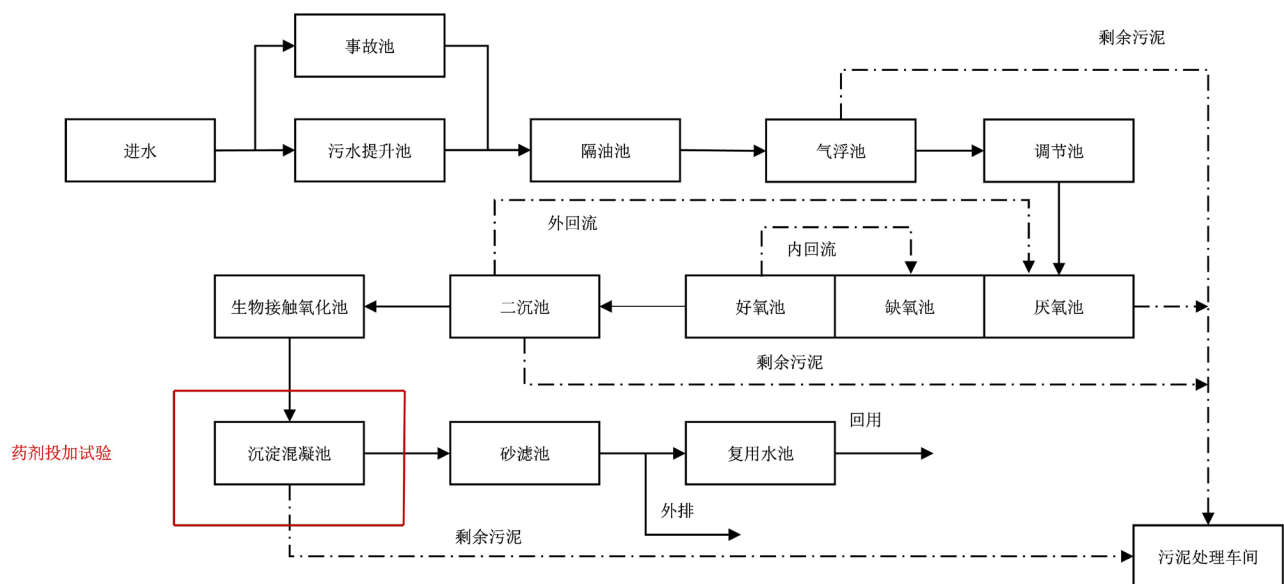 剩余污泥
事故池
进水
污水提升池
隔油池
气浮池
调节池
外回流
内回流
生物接触氧化池
二沉池
好氧池
缺氧池
厌氧池
剩余污泥
药剂投加试验
沉淀混凝池
砂滤池
复用水池
回用
外排
剩余污泥
污泥处理车间